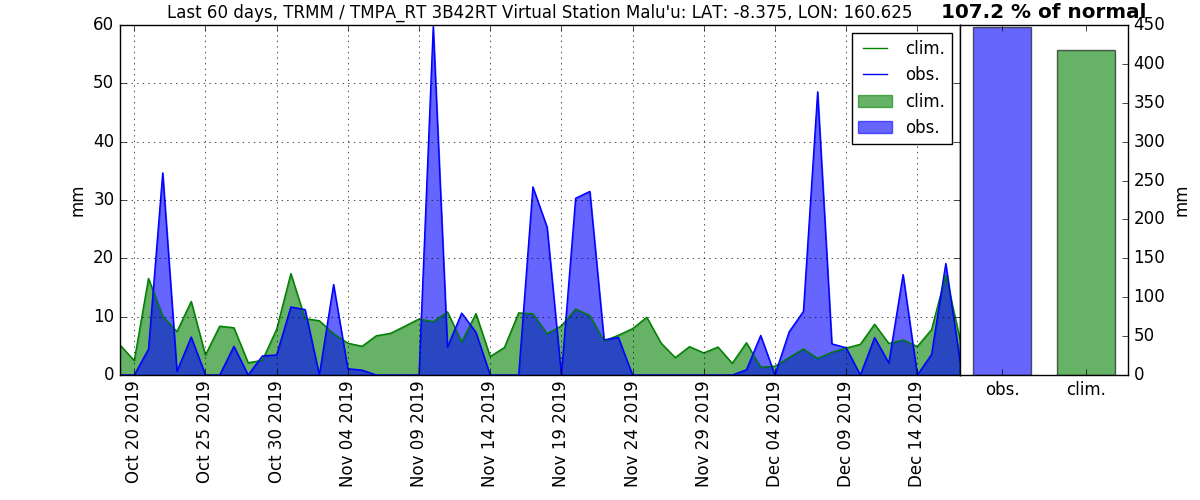 Last 60 days, TRMM / TMPA_RT 3B42RT Virtual Station Malu'u: LAT: -8.375, LON: 160.625
107.2 % of normal
60
50
40
30
20
10
0
mm
clim.
obs.
clim.
obs.
Oct 20 2019
Oct 25 2019
Oct 30 2019
Nov 04 2019
Nov 09 2019
Nov 14 2019
Nov 19 2019
Nov 24 2019
Nov 29 2019
Dec 04 2019
Dec 09 2019
Dec 14 2019
450
400
350
300
250
200
150
100
50
0
mm
obs.
clim.